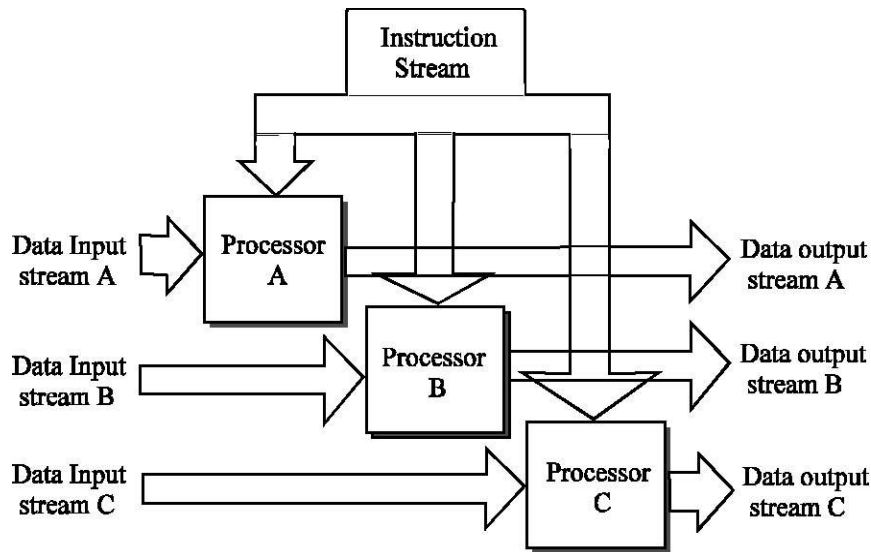 Instruction
Stream
Data Input
stream A
Processor
A
Data output
stream A
Data Input
stream B
Processor
B
Data output
stream B
Data Input
stream C
Processor
C
Data output
stream C